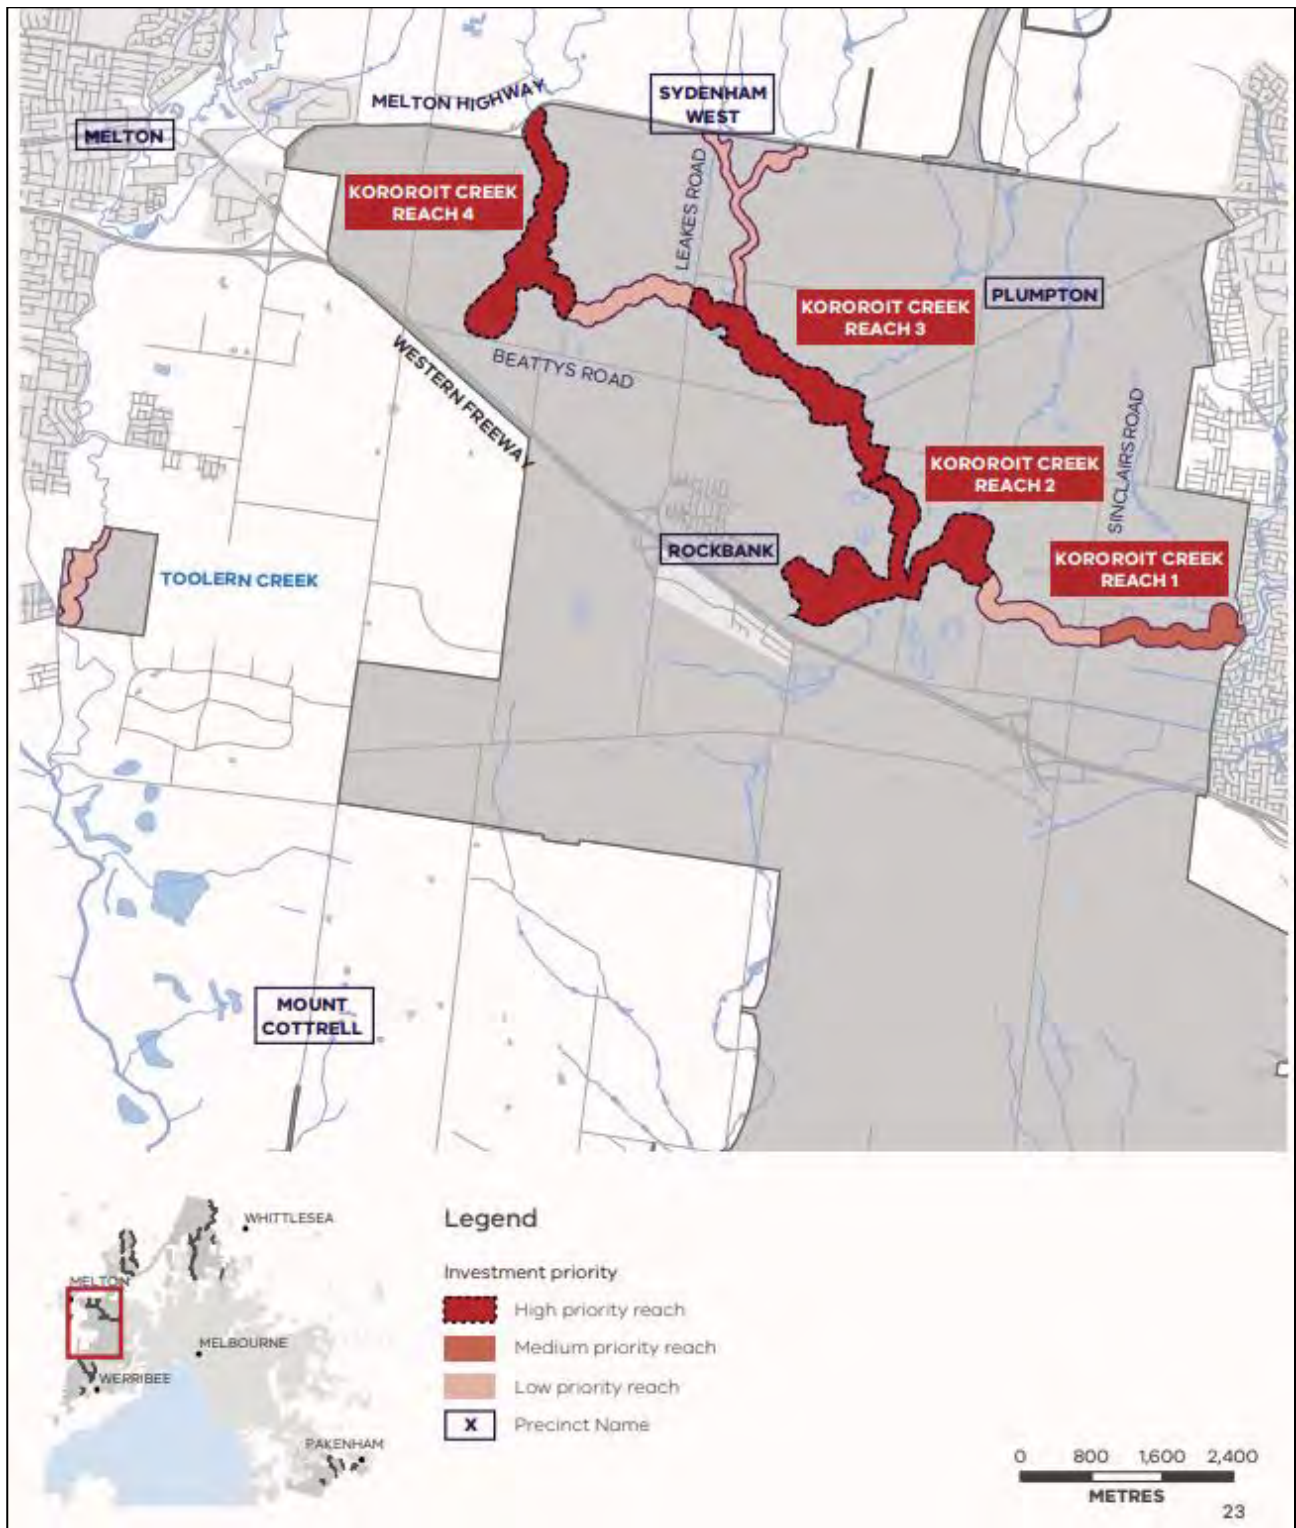 MELTON HIGHWAY
SYDENHAM
WEST
MELTON
KOROROIT CREEK
REACH 4
LEAKES ROAD
PLUMPTON
KOROROIT CREEK
REACH 3
WESTERN FREEWAY
BEATTYS ROAD
SINCLAIRS ROAD
KOROROIT CREEK
REACH 2
ROCKBANK
KOROROIT CREEK
REACH 1
TOOLERN CREEK
MOUNT
COTTRELL
WHITTLESEA
MELTON
MELBOURNE
WERRIBEE
PAKENHAM
Legend
Investment priority
High priority reach
Medium priority reach
Low priority reach
X Precinct Name
0 800 1,600 2,400
METRES
23